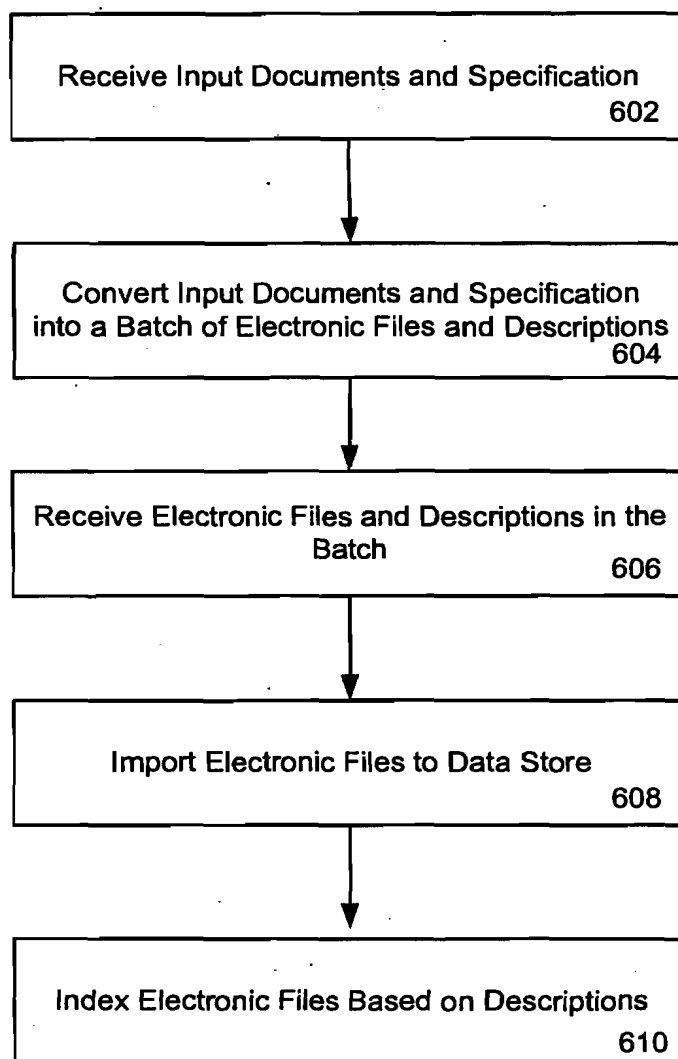 Receive Input Documents and Specification
602
Convert Input Documents and Specification
into a Batch of Electronic Files and Descriptions
604
Receive Electronic Files and Descriptions in the
Batch
606
Import Electronic Files to Data Store
608
Index Electronic Files Based on Descriptions
610